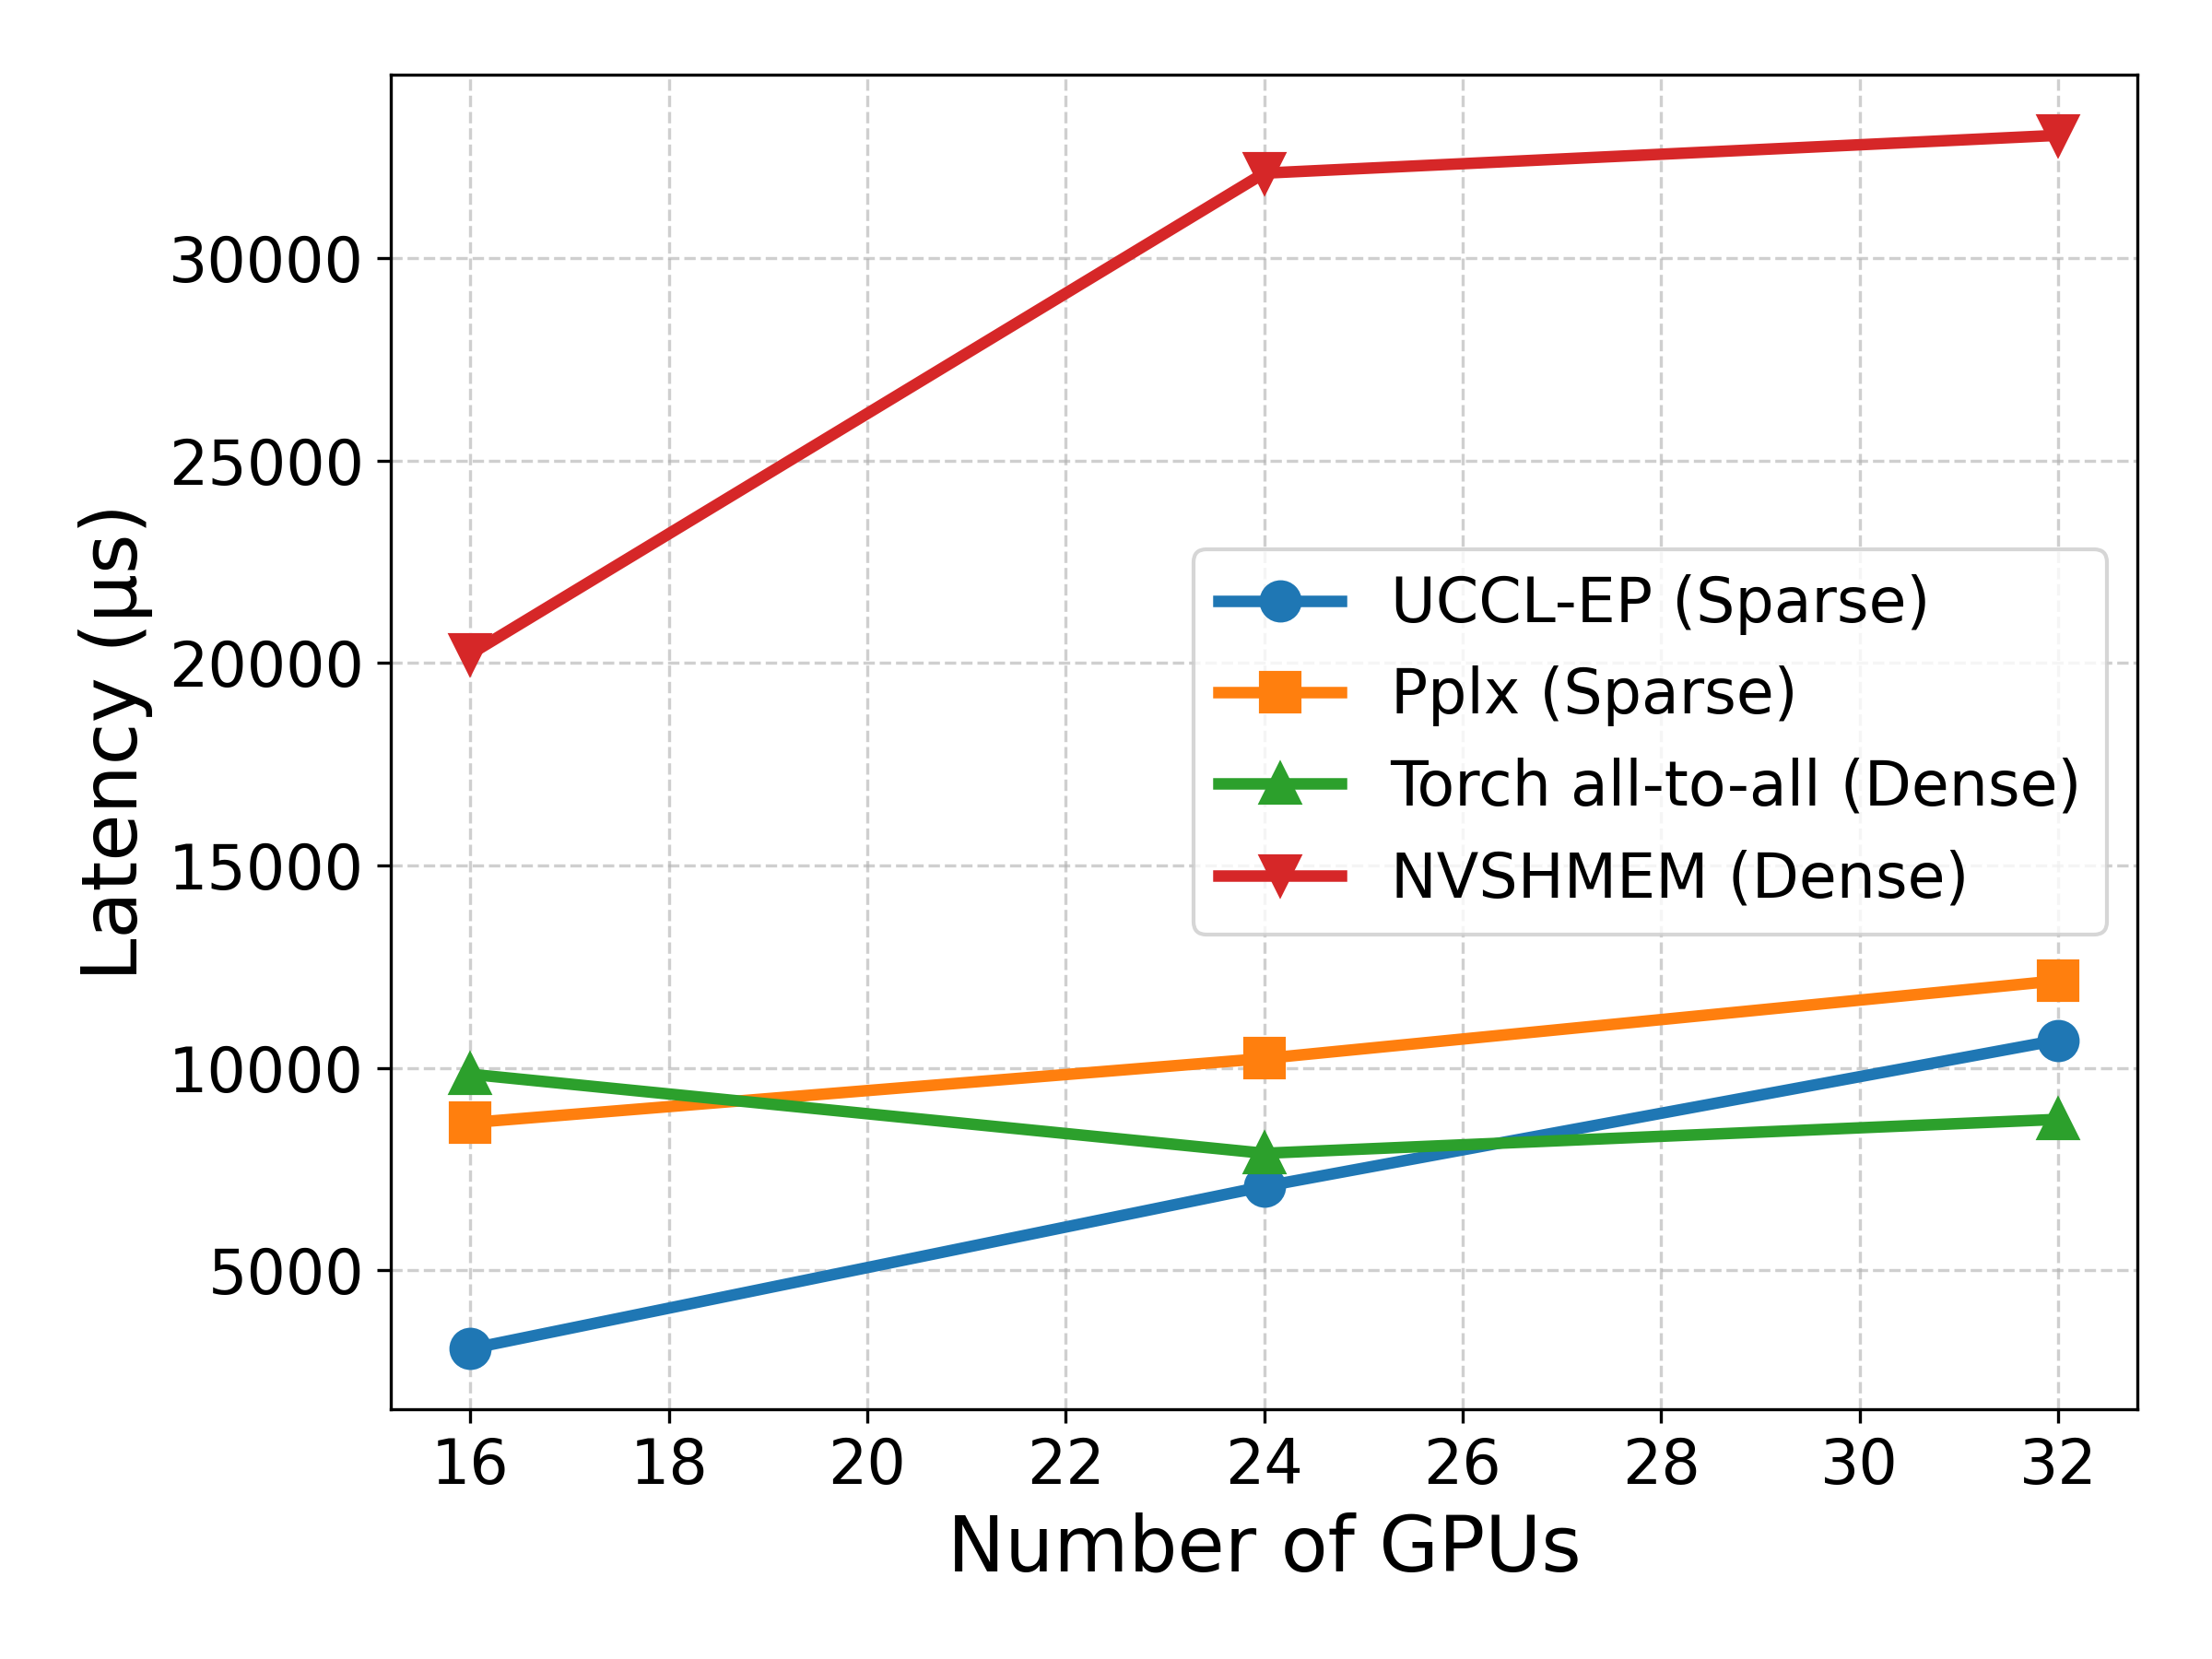 Latency (µs)
30000
25000
20000
15000
10000
5000
UCCL-EP (Sparse)
Pplx (Sparse)
Torch all-to-all (Dense)
NVSHMEM (Dense)
16 18 20 22 24 26 28 30 32
Number of GPUs